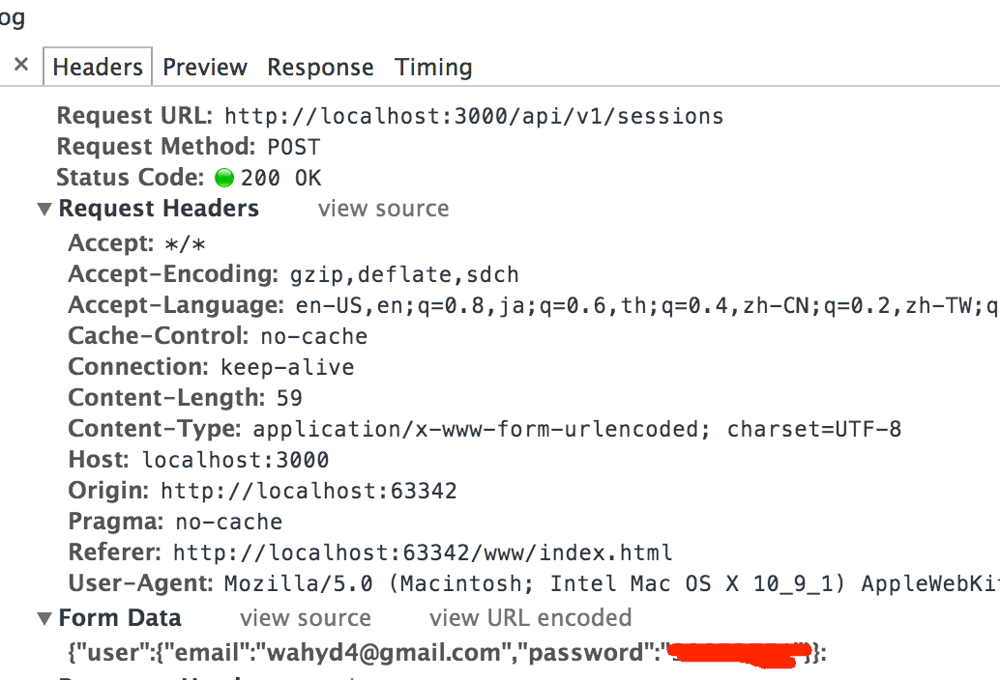 og
× Headers Preview Response Timing
Request URL: http://localhost:3000/api/v1/sessions
Request Method: POST
Status Code: 200 OK
Request Headers view source
Accept: */*
Accept-Encoding: gzip,deflate,sdch
Accept-Language: en-US,en;q=0.8,ja;q=0.6,th;q=0.4,zh-CN;q=0.2,zh-TW;q
Cache-Control: no-cache
Connection: keep-alive
Content-Length: 59
Content-Type: application/x-www-form-urlencoded; charset=UTF-8
Host: localhost:3000
Origin: http://localhost:63342
Pragma: no-cache
Referer: http://localhost:63342/www/index.html
User-Agent: Mozilla/5.0 (Macintosh; Intel Mac OS X 10_9_1) AppleWebKit
Form Data view source view URL encoded
{"user":{"email":"wahyd4@gmail.com","password":" "}}: